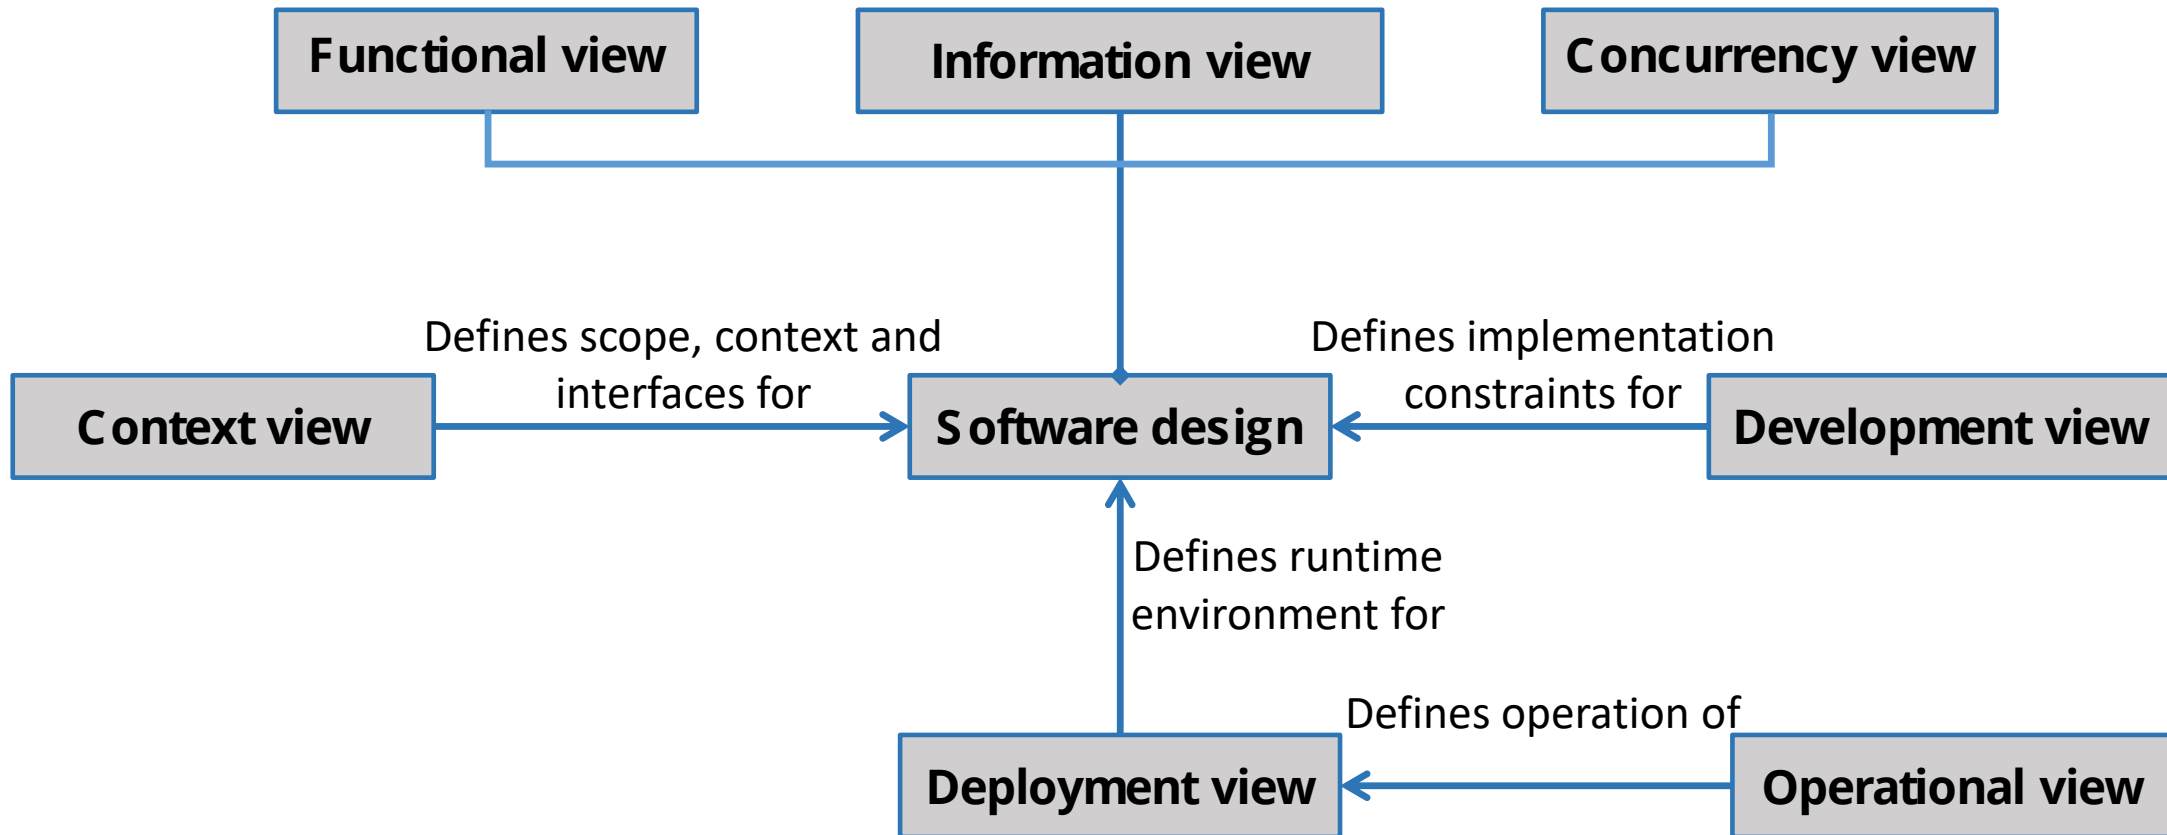 Functional view
Information view
Concurrency view
Defines scope, context and
interfaces for
Defines implementation
constraints for
Context view
Software design
Development view
Defines runtime
environment for
Defines operation of
Deployment view
Operational view